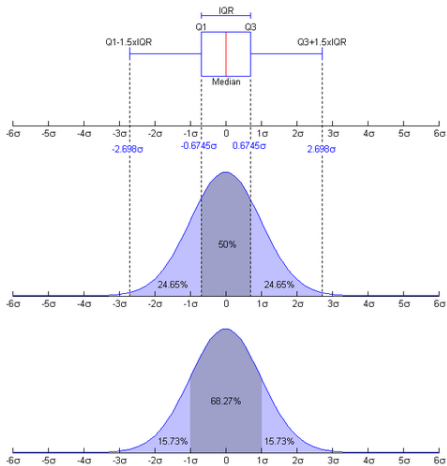 IQR
Q1 Q3
Q1-1.5xIQR Q3+1.5xIQR
Median
-6σ -5σ -4σ -3σ -2σ -1σ 0 1σ 2σ 3σ 4σ 5σ 6σ
-2.698σ -0.6745σ 0.6745σ 2.698σ
50%
24.65% 24.65%
-6σ -5σ -4σ -3σ -2σ -1σ 0 1σ 2σ 3σ 4σ 5σ 6σ
68.27%
15.73% 15.73%
-6σ -5σ -4σ -3σ -2σ -1σ 0 1σ 2σ 3σ 4σ 5σ 6σ